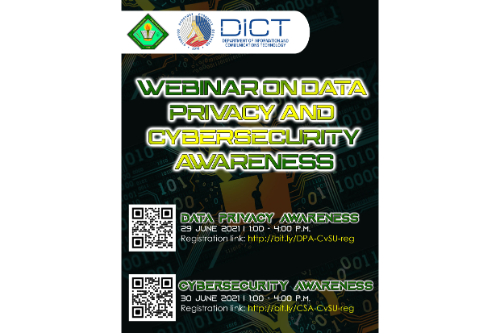 DICT
DEPARTMENT OF INFORMATION AND
COMMUNICATIONS TECHNOLOGY
WEBINAR ON DATA
PRIVACY AND
CYBERSECURITY
AWARENESS
DATA PRIVACY AWARENESS
29 JUNE 2021 | 1:00 - 4:00 P.M.
Registration link: http://bit.ly/DPA-CvSU-reg
CYBERSECURITY AWARENESS
30 JUNE 2021 | 1:00 - 4:00 P.M.
Registration link: http://bit.ly/CSA-CvSU-reg